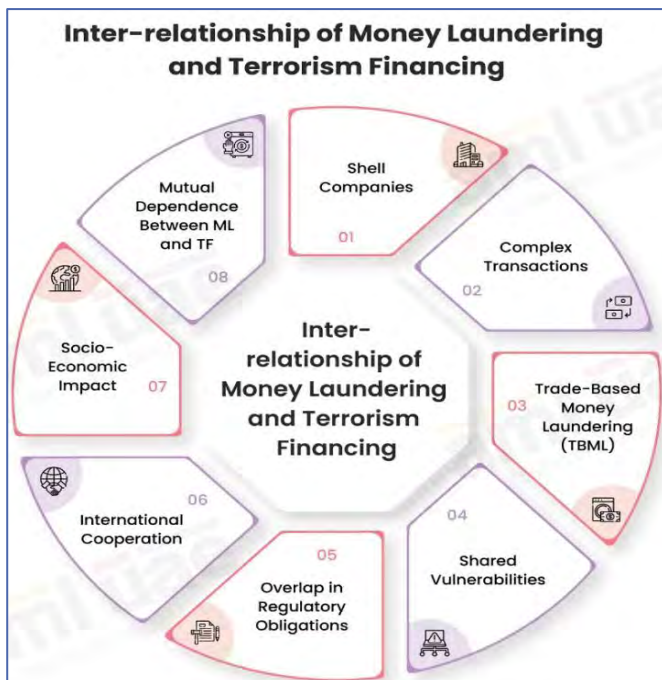 Inter-relationship of Money Laundering
and Terrorism Financing
Shell
Companies
01
Complex
Transactions
02
03
Trade-Based
Money
Laundering
(TBML)
04
Shared
Vulnerabilities
05
Overlap in
Regulatory
Obligations
06
International
Cooperation
Socio-
Economic
Impact
07
Mutual
Dependence
Between ML
and TF
08
Inter-
relationship of
Money Laundering
and Terrorism
Financing